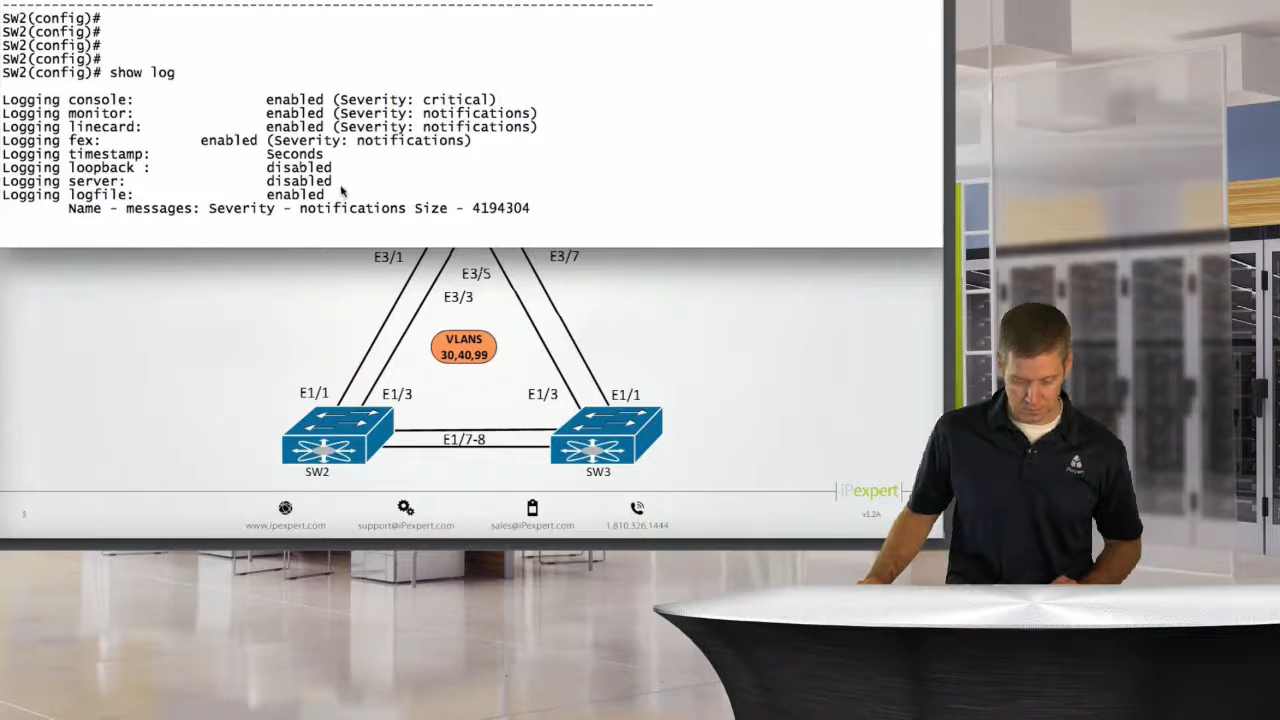 SW2(config)#
SW2(config)#
SW2(config)#
SW2(config)#
SW2(config)# show log
Logging console: enabled (Severity: critical)
Logging monitor: enabled (Severity: notifications)
Logging linecard: enabled (Severity: notifications)
Logging fex: enabled (Severity: notifications)
Logging timestamp: Seconds
Logging loopback : disabled
Logging server: disabled
Logging logfile: enabled
Name - messages: Severity - notifications Size - 4194304
E3/1
E3/7
E3/5
E3/3
VLANS
30,40,99
E1/1
E1/3
E1/3
E1/1
E1/7-8
SW2
SW3
iPexpert
3
www.ipexpert.com
support@iPexpert.com
sales@iPexpert.com
1.810.326.1444
v1.2A